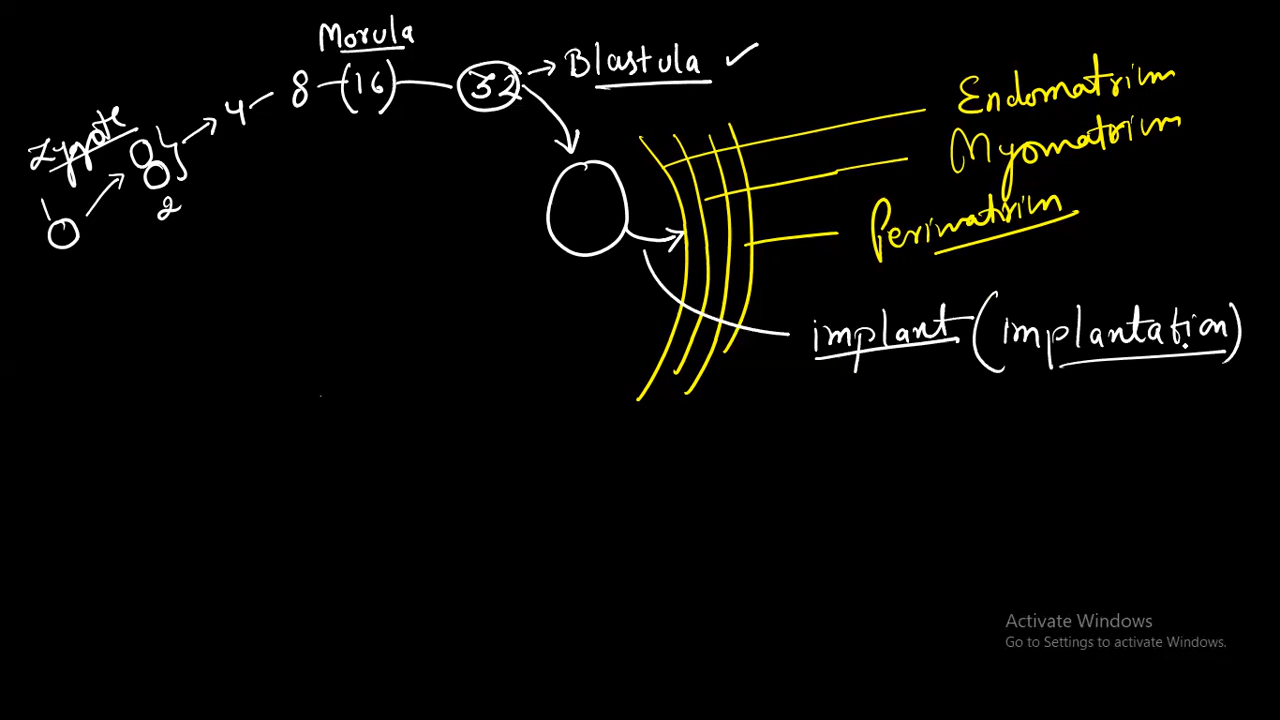 Morula
Zygote
2
4 - 8 - (16) - 32 → Blastula ✓
Endomatrium
Myomatrium
Perimatrium
implant (implantation)
Activate Windows
Go to Settings to activate Windows.